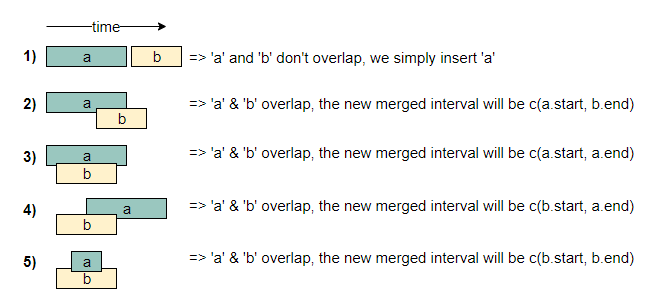 time
1) a b => 'a' and 'b' don't overlap, we simply insert 'a'
2) a b => 'a' & 'b' overlap, the new merged interval will be c(a.start, b.end)
3) a b => 'a' & 'b' overlap, the new merged interval will be c(a.start, a.end)
4) a b => 'a' & 'b' overlap, the new merged interval will be c(b.start, a.end)
5) a b => 'a' & 'b' overlap, the new merged interval will be c(b.start, b.end)